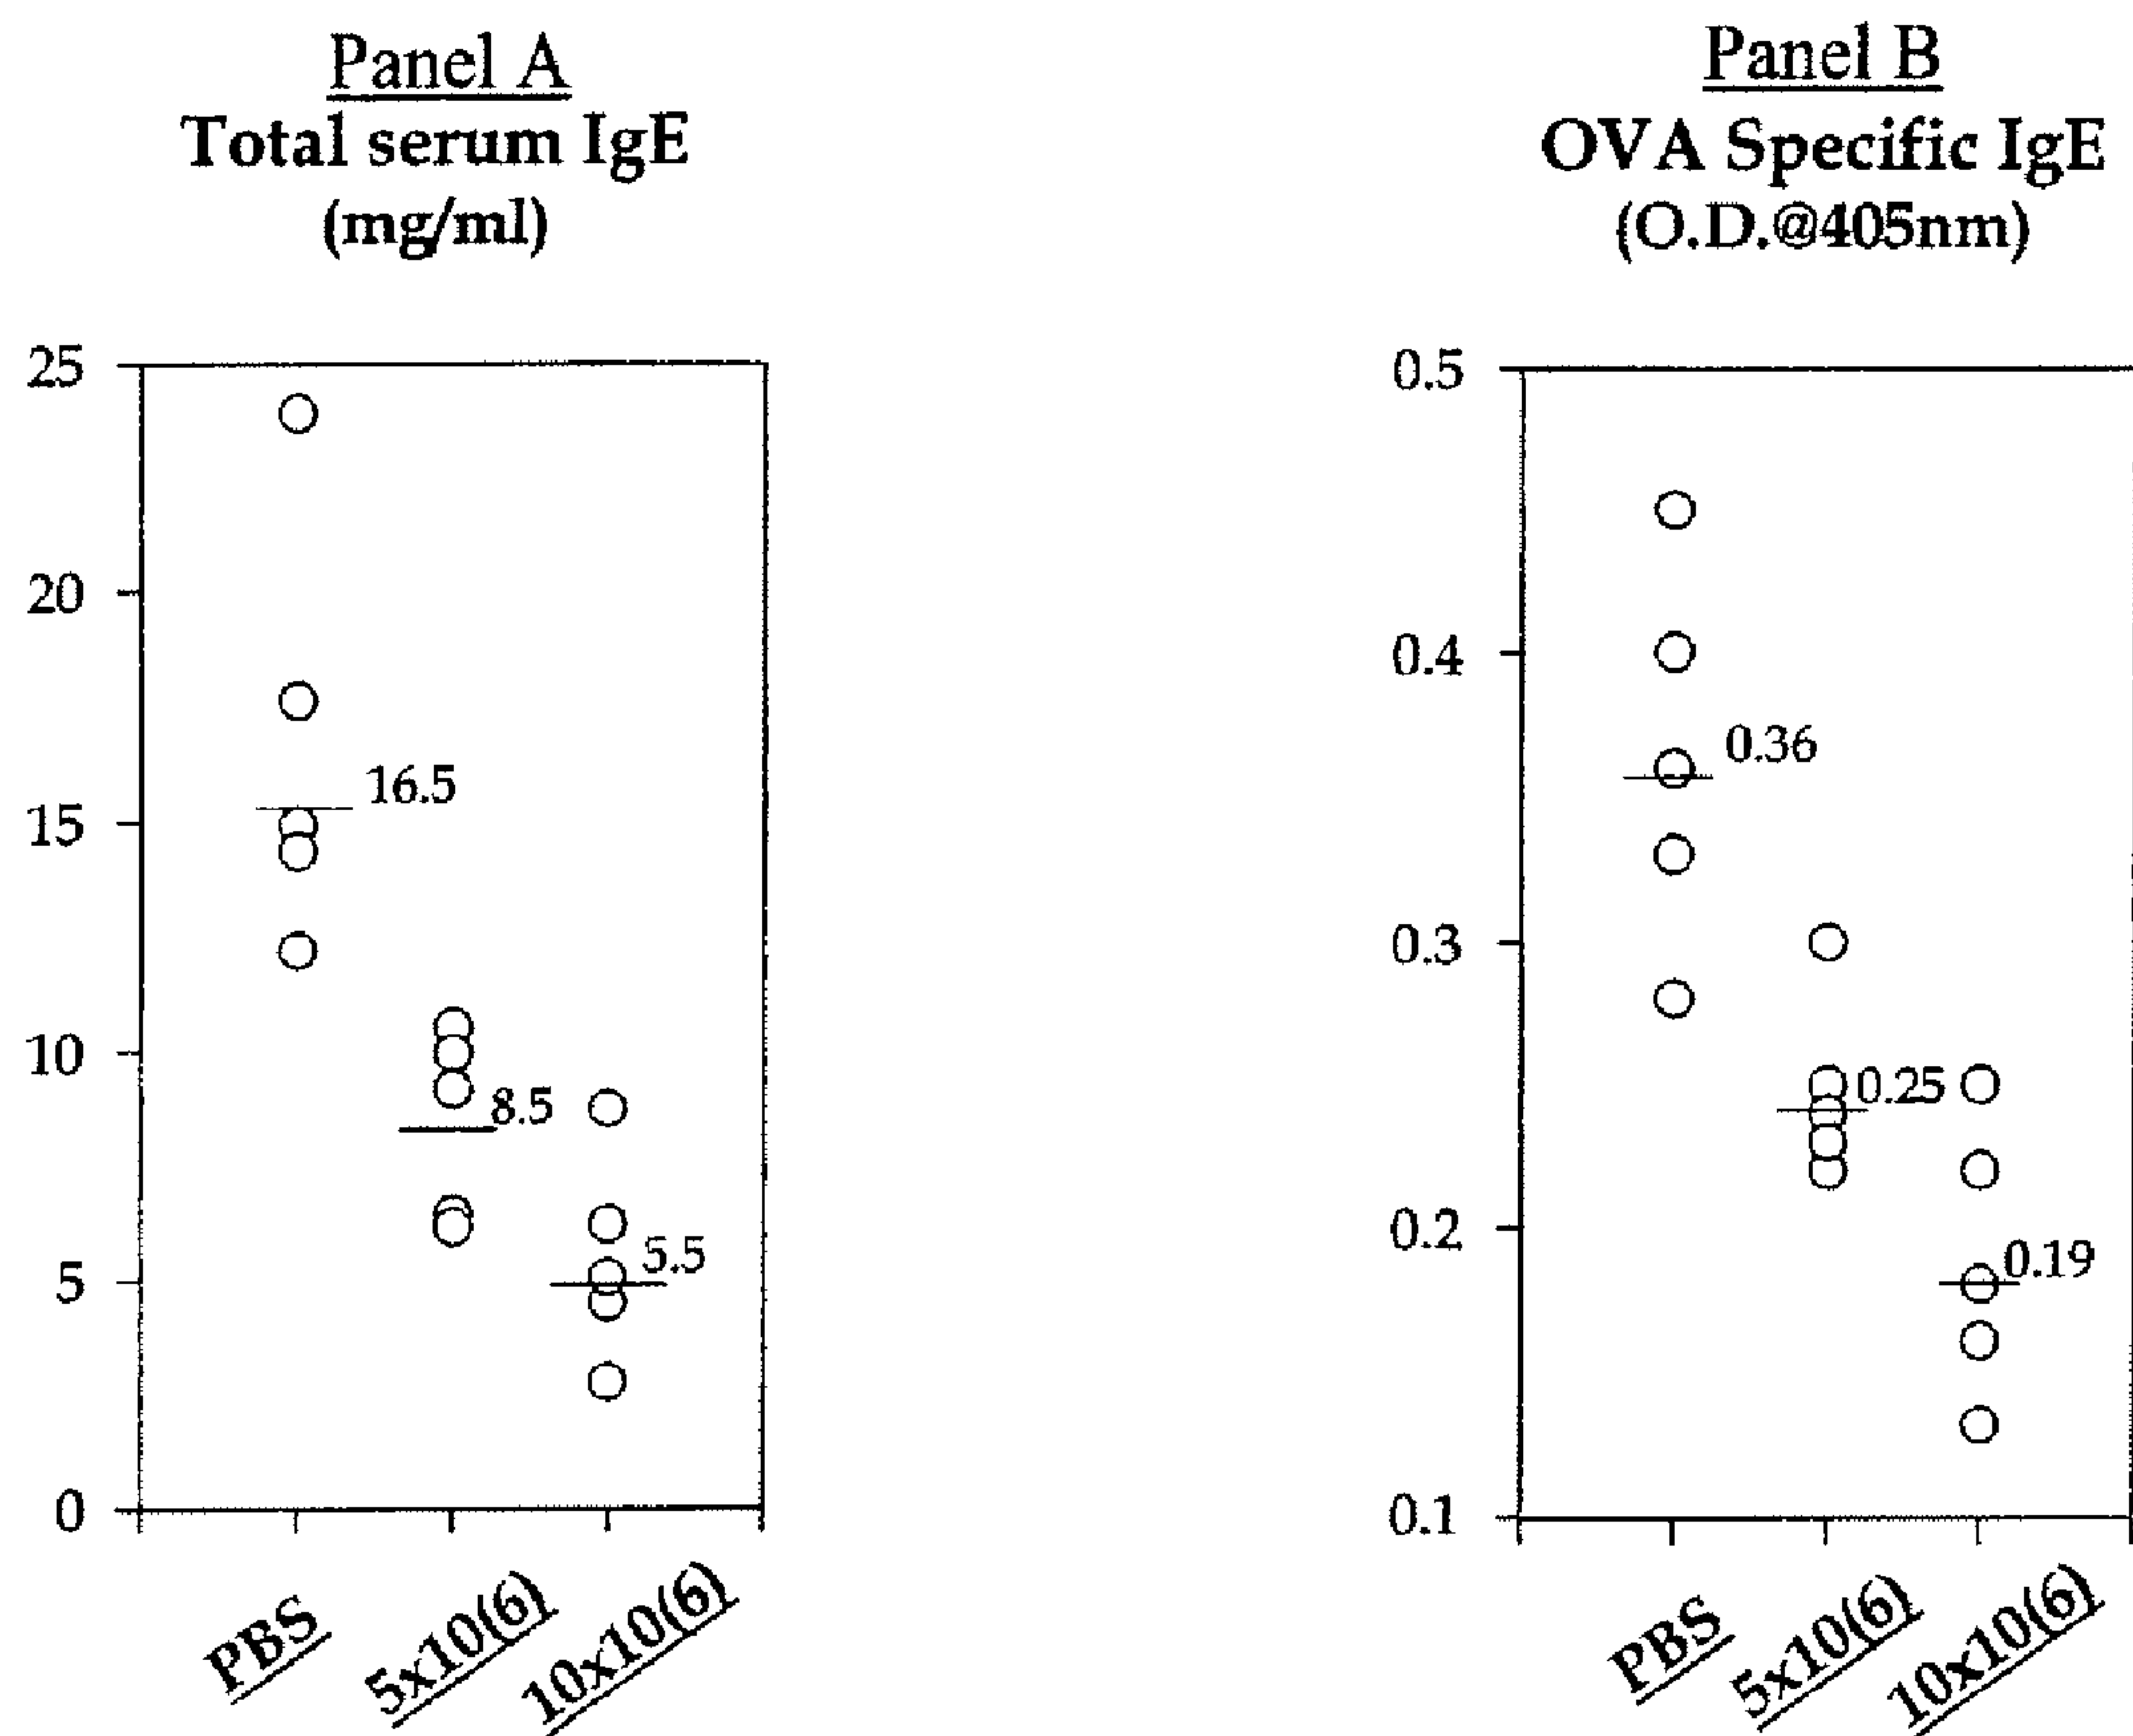 Panel A
Total serum IgE
(mg/ml)
25
20
15
10
5
0
16.5
8.5
5.5
PBS
5x10(6)
10x10(6)
Panel B
OVA Specific IgE
(O.D.@405nm)
0.5
0.4
0.3
0.2
0.1
0.36
0.25
0.19
PBS
5x10(6)
10x10(6)